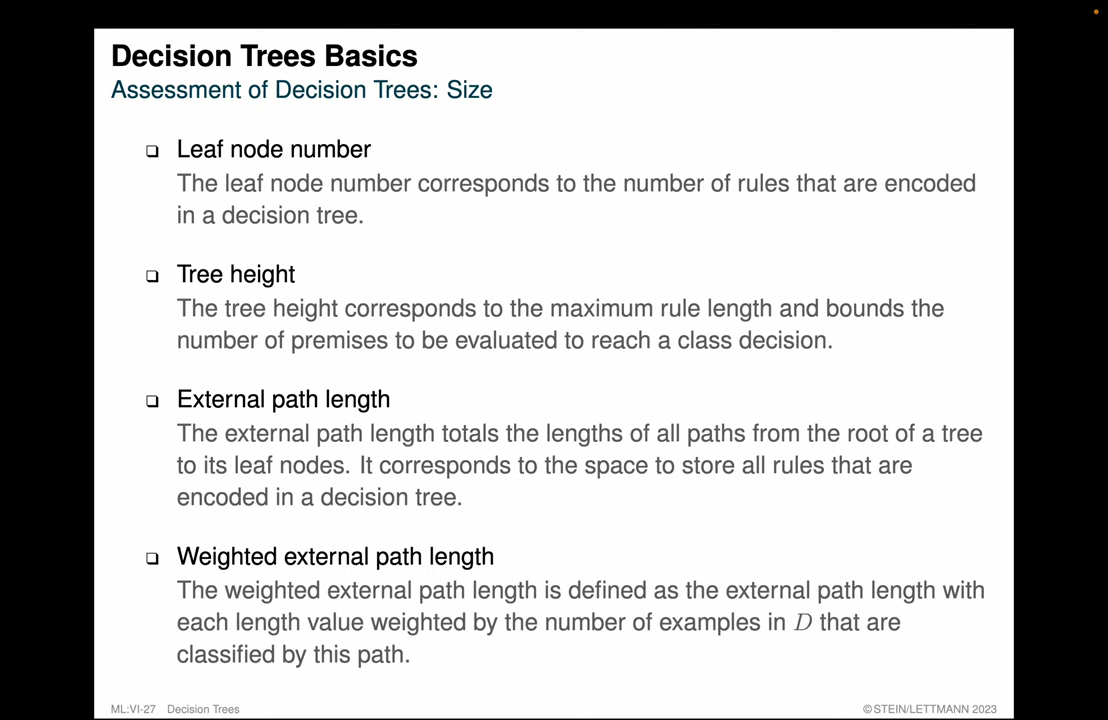 Decision Trees Basics
Assessment of Decision Trees: Size
❑ Leaf node number
The leaf node number corresponds to the number of rules that are encoded
in a decision tree.
❑ Tree height
The tree height corresponds to the maximum rule length and bounds the
number of premises to be evaluated to reach a class decision.
❑ External path length
The external path length totals the lengths of all paths from the root of a tree
to its leaf nodes. It corresponds to the space to store all rules that are
encoded in a decision tree.
❑ Weighted external path length
The weighted external path length is defined as the external path length with
each length value weighted by the number of examples in D that are
classified by this path.
ML:VI-27 Decision Trees
©STEIN/LETTMANN 2023